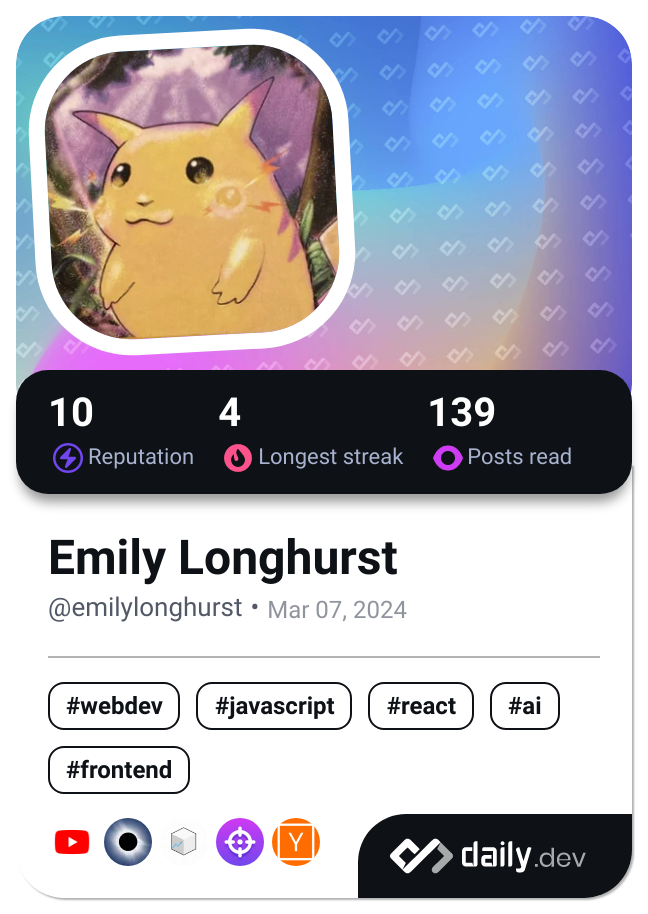 10 4 139
Reputation Longest streak Posts read
Emily Longhurst
@emilylonghurst • Mar 07, 2024
#webdev #javascript #react #ai
#frontend
Y
daily.dev